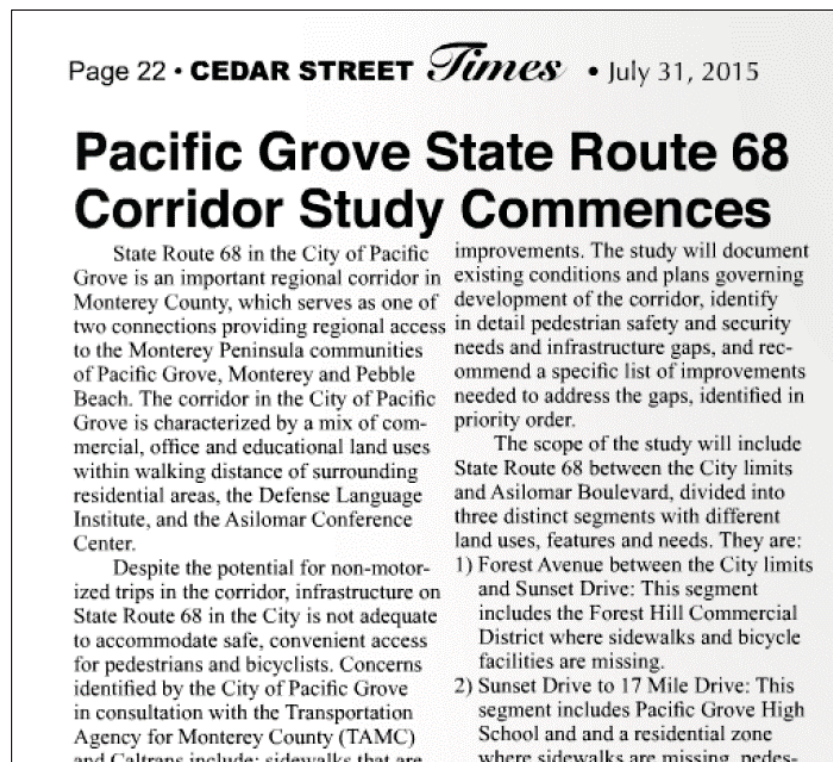 Page 22 • CEDAR STREET Times • July 31, 2015
Pacific Grove State Route 68
Corridor Study Commences
State Route 68 in the City of Pacific
Grove is an important regional corridor in
Monterey County, which serves as one of
two connections providing regional access
to the Monterey Peninsula communities
of Pacific Grove, Monterey and Pebble
Beach. The corridor in the City of Pacific
Grove is characterized by a mix of com-
mercial, office and educational land uses
within walking distance of surrounding
residential areas, the Defense Language
Institute, and the Asilomar Conference
Center.
Despite the potential for non-motor-
ized trips in the corridor, infrastructure on
State Route 68 in the City is not adequate
to accommodate safe, convenient access
for pedestrians and bicyclists. Concerns
identified by the City of Pacific Grove
in consultation with the Transportation
Agency for Monterey County (TAMC)
and Caltrans include: sidewalks that are
improvements. The study will document
existing conditions and plans governing
development of the corridor, identify
in detail pedestrian safety and security
needs and infrastructure gaps, and rec-
ommend a specific list of improvements
needed to address the gaps, identified in
priority order.
The scope of the study will include
State Route 68 between the City limits
and Asilomar Boulevard, divided into
three distinct segments with different
land uses, features and needs. They are:
1) Forest Avenue between the City limits
and Sunset Drive: This segment
includes the Forest Hill Commercial
District where sidewalks and bicycle
facilities are missing.
2) Sunset Drive to 17 Mile Drive: This
segment includes Pacific Grove High
School and and a residential zone
where sidewalks are missing, pedes-